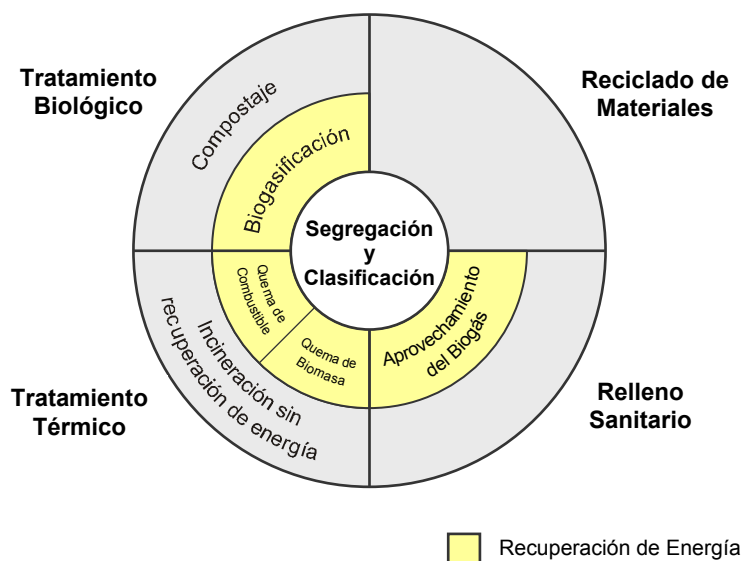 Tratamiento
Biológico
Reciclado de
Materiales
Compostaje
Biogasificación
Segregación
y
Clasificación
Quema de
Combustible
Quema de
Biomasa
Incineración sin
recuperación de energía
Aprovechamiento
del Biogás
Tratamiento
Térmico
Relleno
Sanitario
Recuperación de Energía